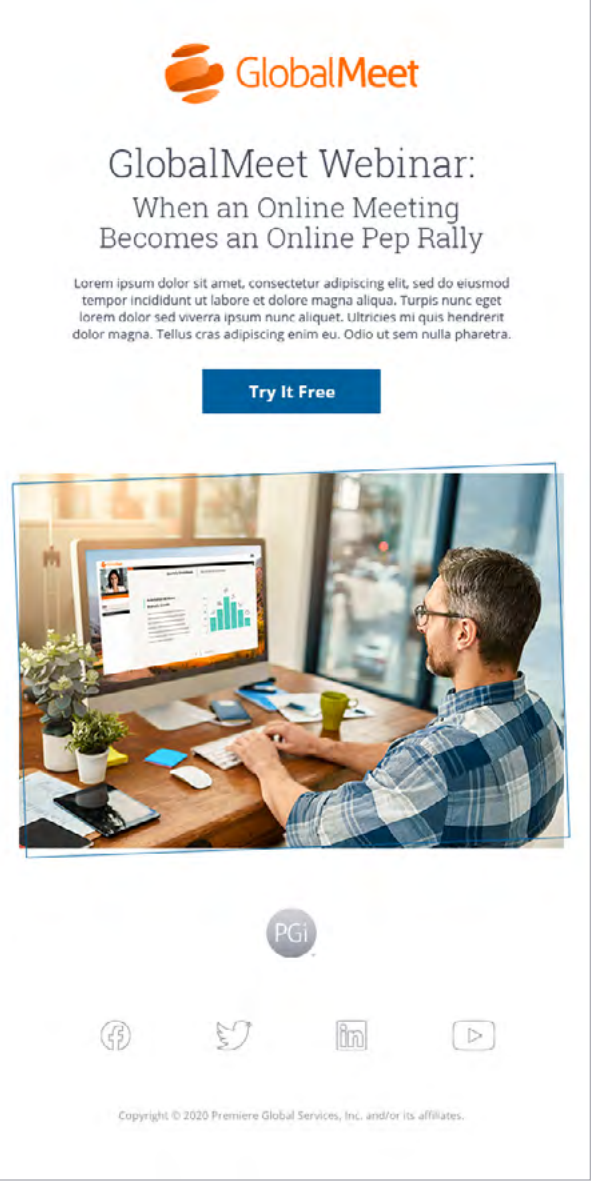 GlobalMeet
GlobalMeet Webinar:
When an Online Meeting
Becomes an Online Pep Rally
Lorem ipsum dolor sit amet, consectetur adipiscing elit, sed do eiusmod
tempor incididunt ut labore et dolore magna aliqua. Turpis nunc eget
lorem dolor sed viverra ipsum nunc aliquet. Ultricies mi quis hendrerit
dolor magna. Tellus cras adipiscing enim eu. Odio ut sem nulla pharetra.
Try It Free
PGi
in
Copyright © 2020 Premiere Global Services, Inc. and/or its affiliates.